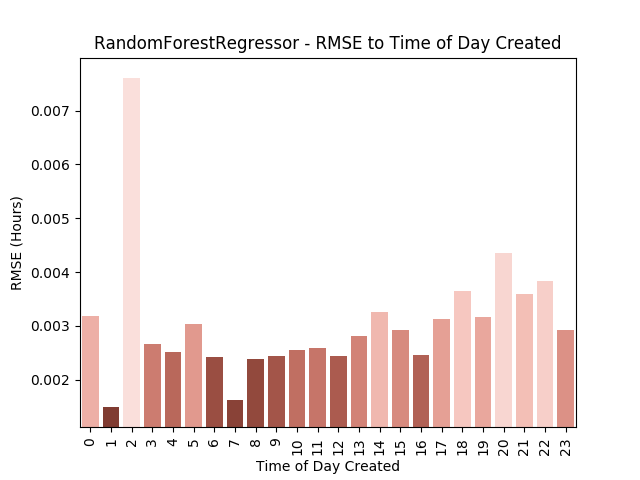 RandomForestRegressor - RMSE to Time of Day Created
0.007
0.006
0.005
0.004
0.003
0.002
RMSE (Hours)
0 1 2 3 4 5 6 7 8 9 10 11 12 13 14 15 16 17 18 19 20 21 22 23
Time of Day Created